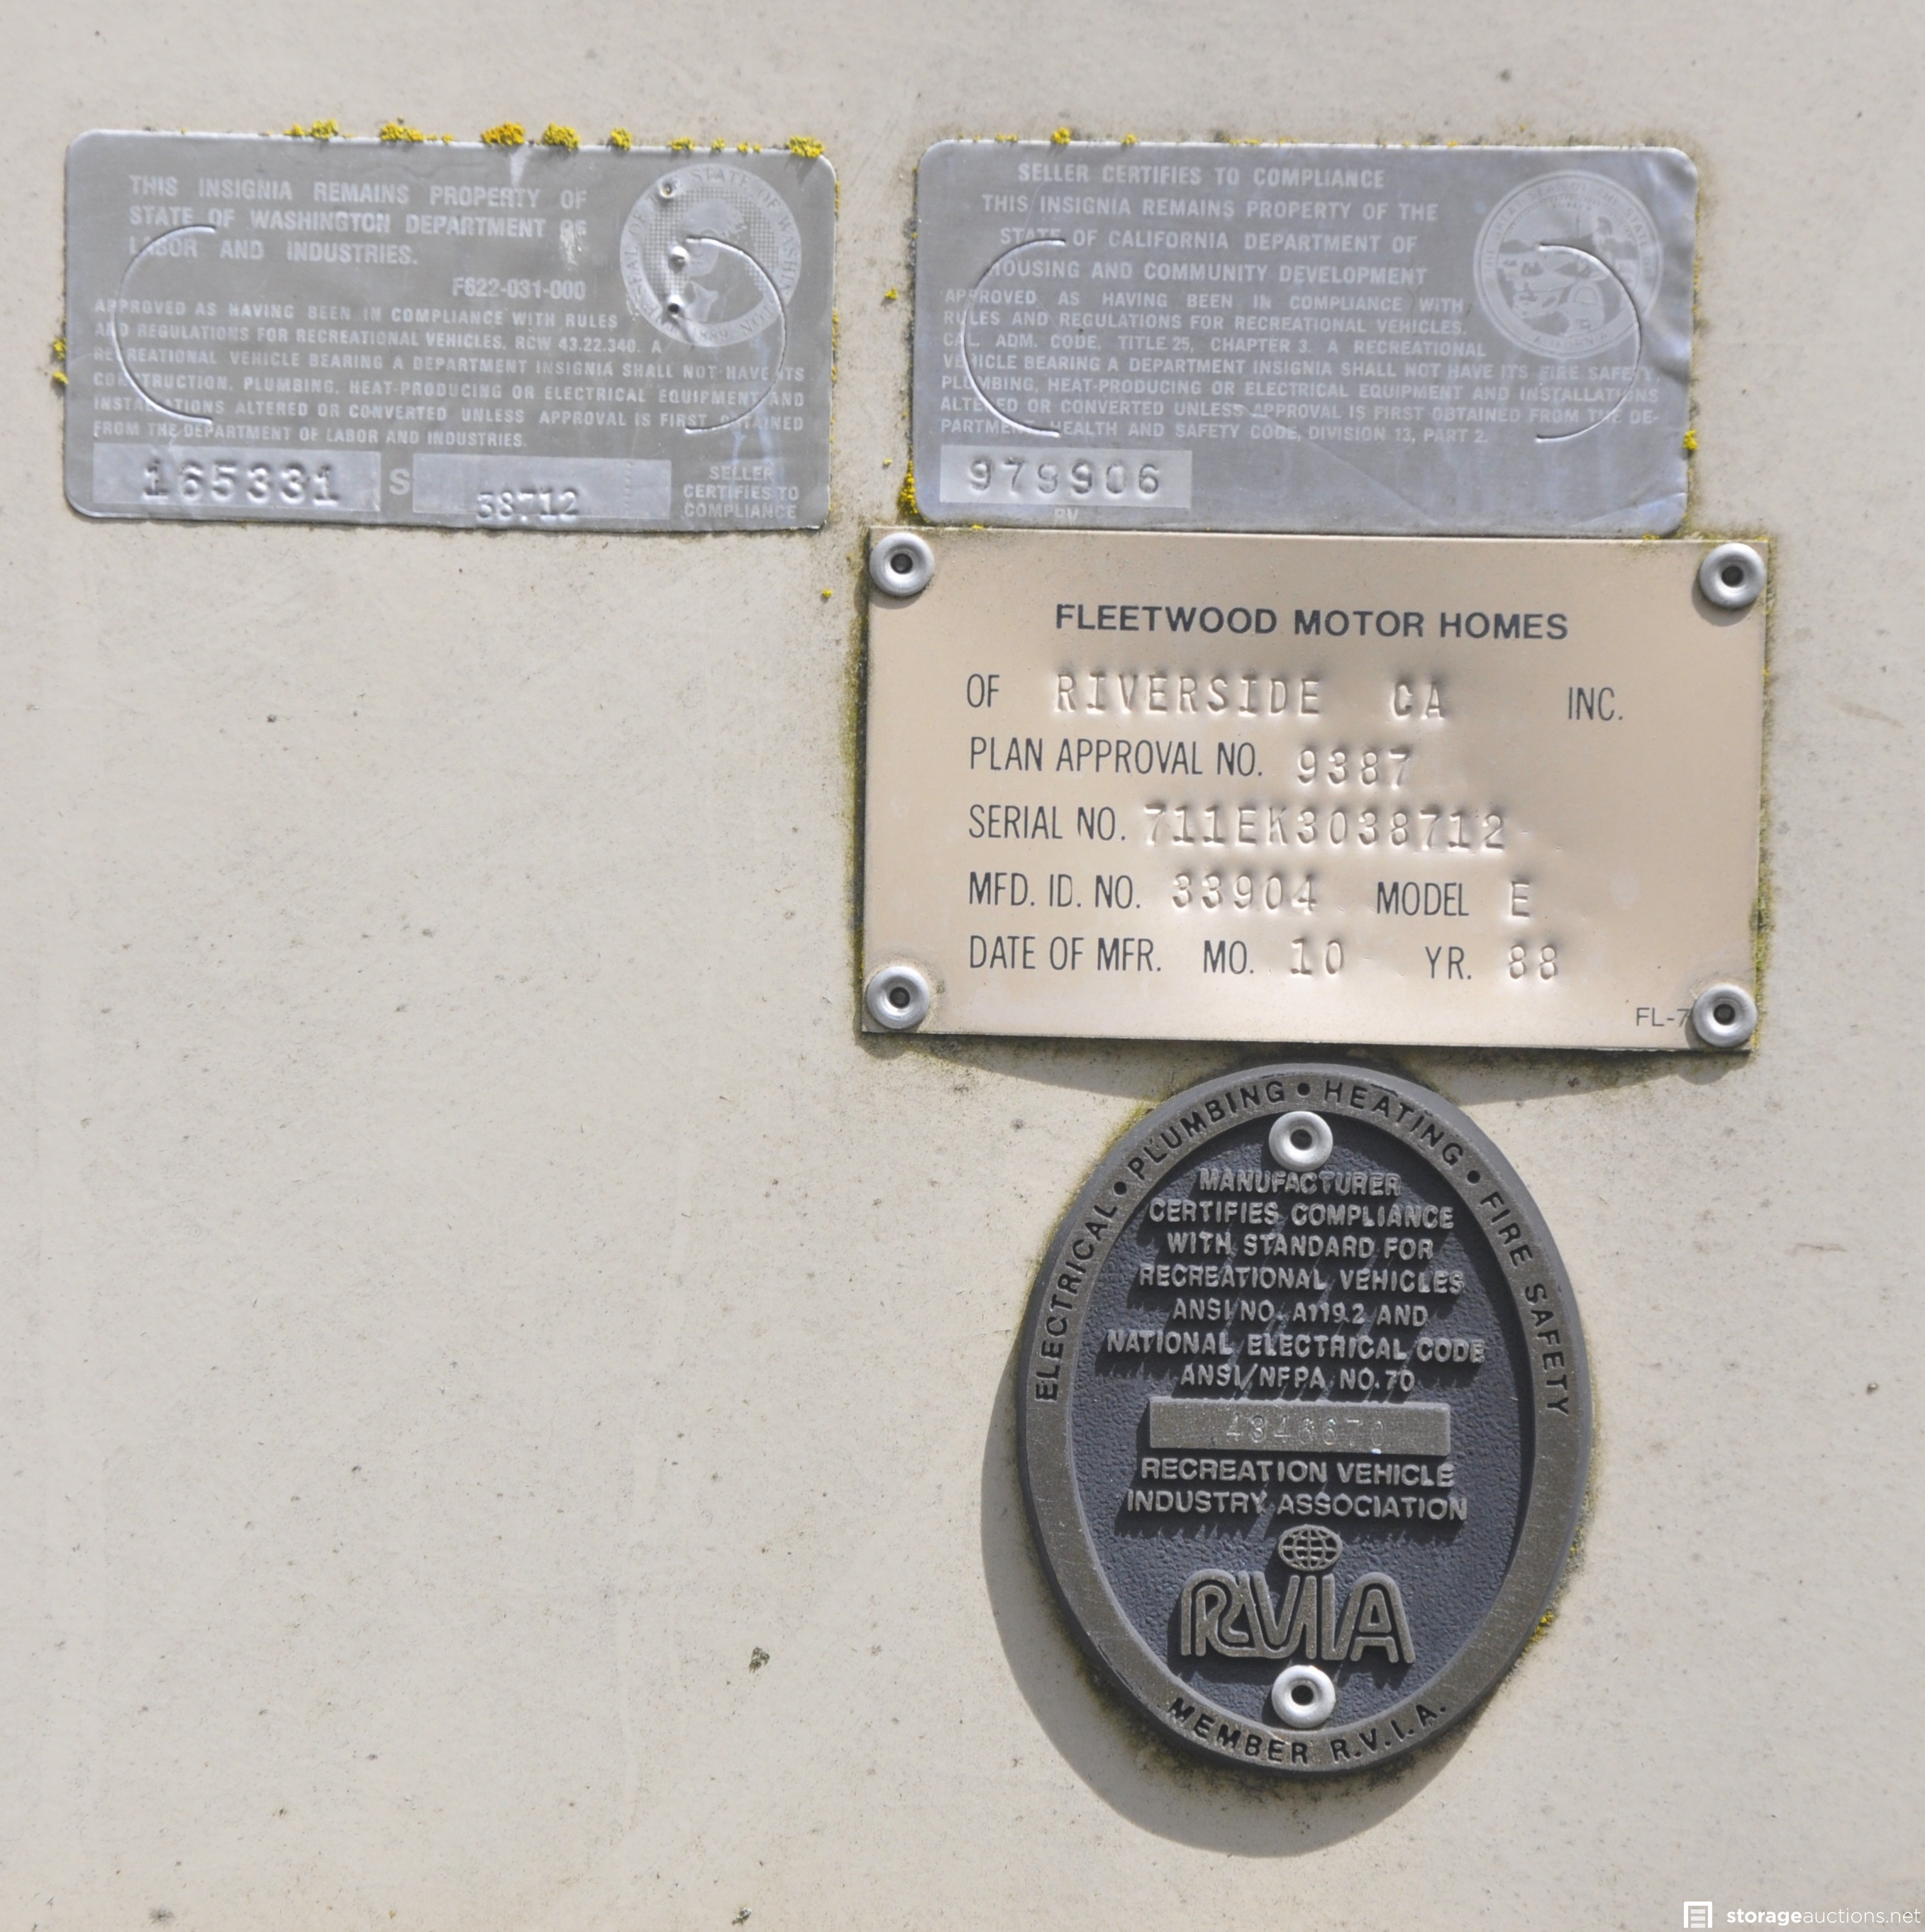 THIS INSIGNIA REMAINS PROPERTY OF
STATE OF WASHINGTON DEPARTMENT OF
LABOR AND INDUSTRIES.
F622-031-000
APPROVED AS HAVING BEEN IN COMPLIANCE WITH RULES
AND REGULATIONS FOR RECREATIONAL VEHICLES, RCW 43.22.340. A
RECREATIONAL VEHICLE BEARING A DEPARTMENT INSIGNIA SHALL NOT HAVE ITS
CONSTRUCTION, PLUMBING, HEAT-PRODUCING OR ELECTRICAL EQUIPMENT AND
INSTALLATIONS ALTERED OR CONVERTED UNLESS APPROVAL IS FIRST OBTAINED
FROM THE DEPARTMENT OF LABOR AND INDUSTRIES.
165331 S 38712
SELLER
CERTIFIES TO
COMPLIANCE
SELLER CERTIFIES TO COMPLIANCE
THIS INSIGNIA REMAINS PROPERTY OF THE
STATE OF CALIFORNIA DEPARTMENT OF
HOUSING AND COMMUNITY DEVELOPMENT
APPROVED AS HAVING BEEN IN COMPLIANCE WITH
RULES AND REGULATIONS FOR RECREATIONAL VEHICLES.
CAL. ADM. CODE, TITLE 25, CHAPTER 3. A RECREATIONAL
VEHICLE BEARING A DEPARTMENT INSIGNIA SHALL NOT HAVE ITS FIRE SAFETY,
PLUMBING, HEAT-PRODUCING OR ELECTRICAL EQUIPMENT AND INSTALLATIONS
ALTERED OR CONVERTED UNLESS APPROVAL IS FIRST OBTAINED FROM THE DE-
PARTMENT, HEALTH AND SAFETY CODE, DIVISION 13, PART 2.
979906
RV
FLEETWOOD MOTOR HOMES
OF RIVERSIDE CA INC.
PLAN APPROVAL NO. 9387
SERIAL NO. 711EK3038712
MFD. ID. NO. 33904 MODEL E
DATE OF MFR. MO. 10 YR. 88
FL-7
ELECTRICAL • PLUMBING • HEATING • FIRE SAFETY
MANUFACTURER
CERTIFIES COMPLIANCE
WITH STANDARD FOR
RECREATIONAL VEHICLES
ANSI NO. A119.2 AND
NATIONAL ELECTRICAL CODE
ANSI/NFPA NO. 70
RECREATION VEHICLE
INDUSTRY ASSOCIATION
RVIA
MEMBER R.V.I.A.
storageauctions.net